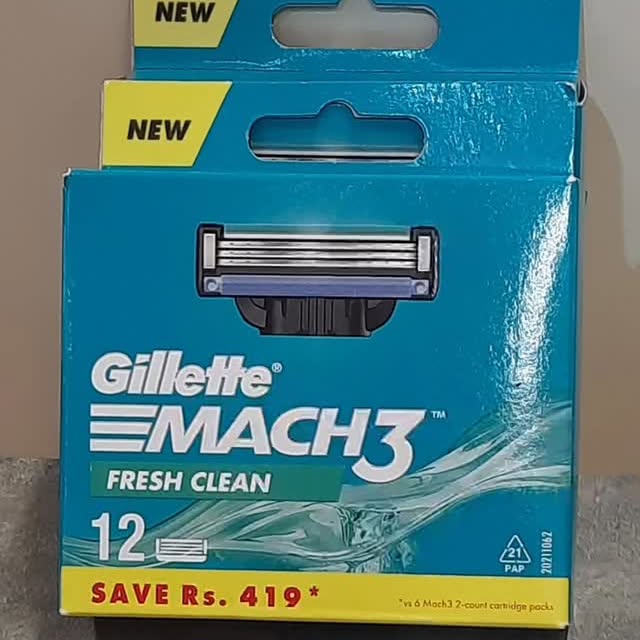 NEW
NEW
Gillette®
MACH3™
FRESH CLEAN
12
21
PAP
20211062
SAVE Rs. 419*
*vs 6 Mach3 2-count cartridge packs